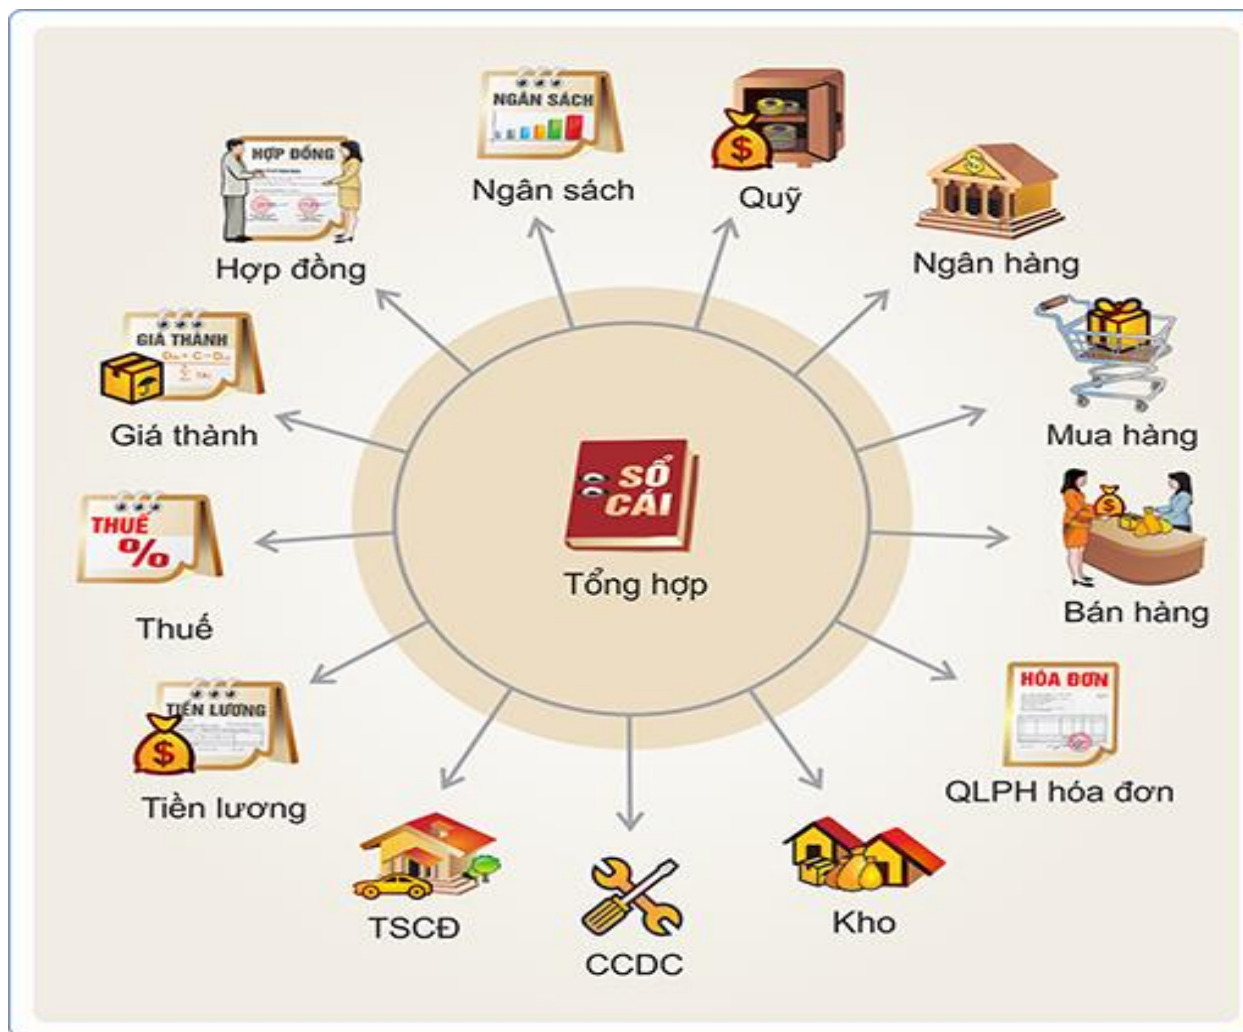 NGÂN SÁCH
Ngân sách
$
Quỹ
HỢP ĐỒNG
Hợp đồng
$
Ngân hàng
GIÁ THÀNH
Giá thành
Mua hàng
SỔ
CÁI
Tổng hợp
THUẾ
%
Thuế
$
Bán hàng
HÓA ĐƠN
QLPH hóa đơn
TIỀN LƯƠNG
$
Tiền lương
TSCĐ
CCDC
Kho